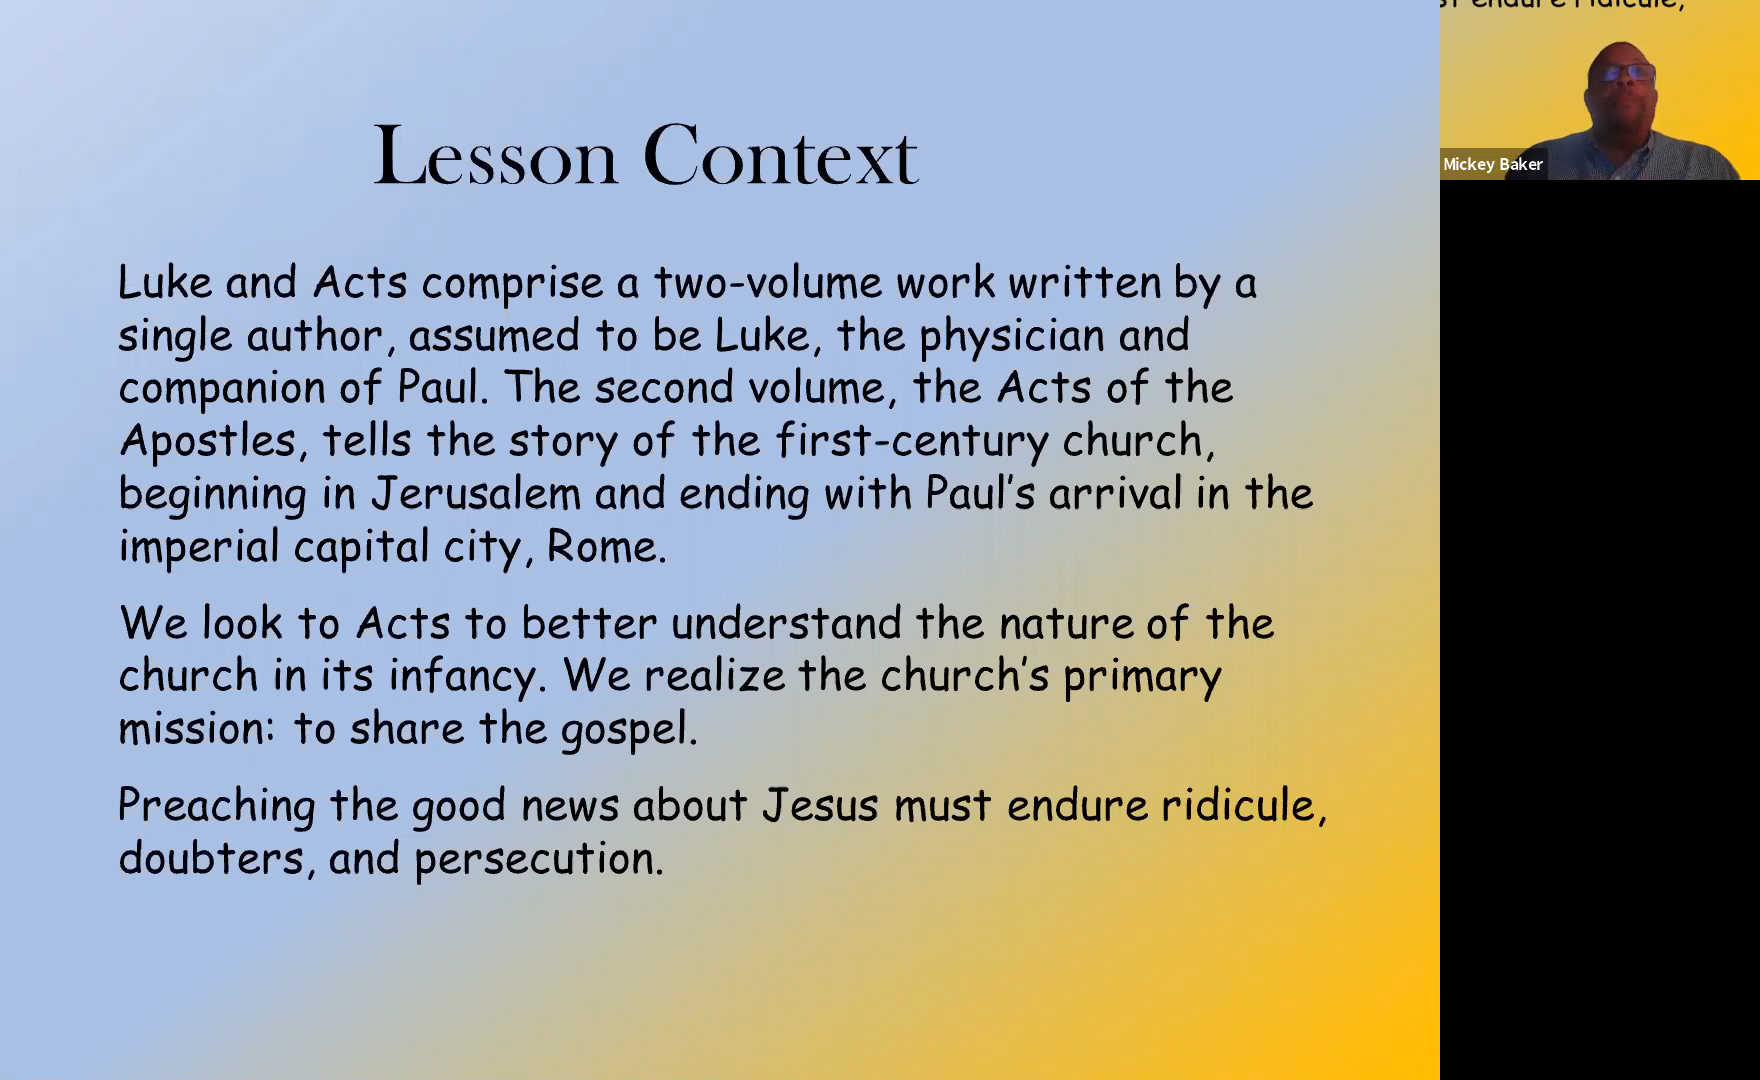 Lesson Context
Luke and Acts comprise a two-volume work written by a
single author, assumed to be Luke, the physician and
companion of Paul. The second volume, the Acts of the
Apostles, tells the story of the first-century church,
beginning in Jerusalem and ending with Paul's arrival in the
imperial capital city, Rome.
We look to Acts to better understand the nature of the
church in its infancy. We realize the church's primary
mission: to share the gospel.
Preaching the good news about Jesus must endure ridicule,
doubters, and persecution.
st endure ridicule,
Mickey Baker